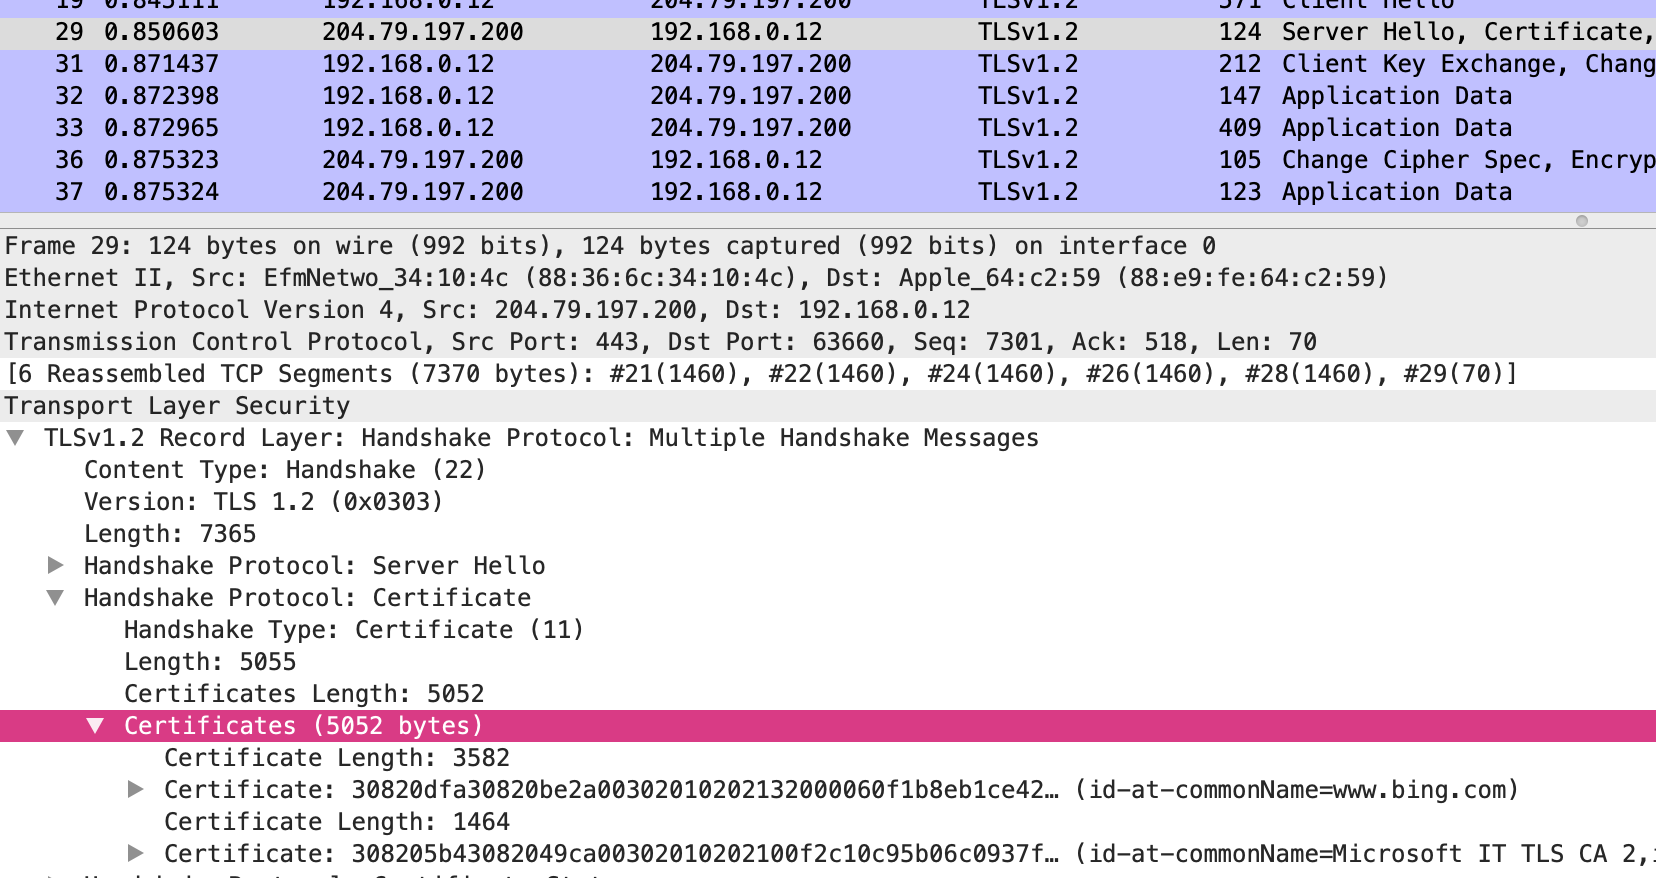 19 0.845111 192.168.0.12 204.79.197.200 TLSv1.2 571 Client Hello
29 0.850603 204.79.197.200 192.168.0.12 TLSv1.2 124 Server Hello, Certificate,
31 0.871437 192.168.0.12 204.79.197.200 TLSv1.2 212 Client Key Exchange, Chang
32 0.872398 192.168.0.12 204.79.197.200 TLSv1.2 147 Application Data
33 0.872965 192.168.0.12 204.79.197.200 TLSv1.2 409 Application Data
36 0.875323 204.79.197.200 192.168.0.12 TLSv1.2 105 Change Cipher Spec, Encryp
37 0.875324 204.79.197.200 192.168.0.12 TLSv1.2 123 Application Data
Frame 29: 124 bytes on wire (992 bits), 124 bytes captured (992 bits) on interface 0
Ethernet II, Src: EfmNetwo_34:10:4c (88:36:6c:34:10:4c), Dst: Apple_64:c2:59 (88:e9:fe:64:c2:59)
Internet Protocol Version 4, Src: 204.79.197.200, Dst: 192.168.0.12
Transmission Control Protocol, Src Port: 443, Dst Port: 63660, Seq: 7301, Ack: 518, Len: 70
[6 Reassembled TCP Segments (7370 bytes): #21(1460), #22(1460), #24(1460), #26(1460), #28(1460), #29(70)]
Transport Layer Security
TLSv1.2 Record Layer: Handshake Protocol: Multiple Handshake Messages
Content Type: Handshake (22)
Version: TLS 1.2 (0x0303)
Length: 7365
Handshake Protocol: Server Hello
Handshake Protocol: Certificate
Handshake Type: Certificate (11)
Length: 5055
Certificates Length: 5052
Certificates (5052 bytes)
Certificate Length: 3582
Certificate: 30820dfa30820be2a00302010202132000060f1b8eb1ce42… (id-at-commonName=www.bing.com)
Certificate Length: 1464
Certificate: 308205b43082049ca00302010202100f2c10c95b06c0937f… (id-at-commonName=Microsoft IT TLS CA 2,i